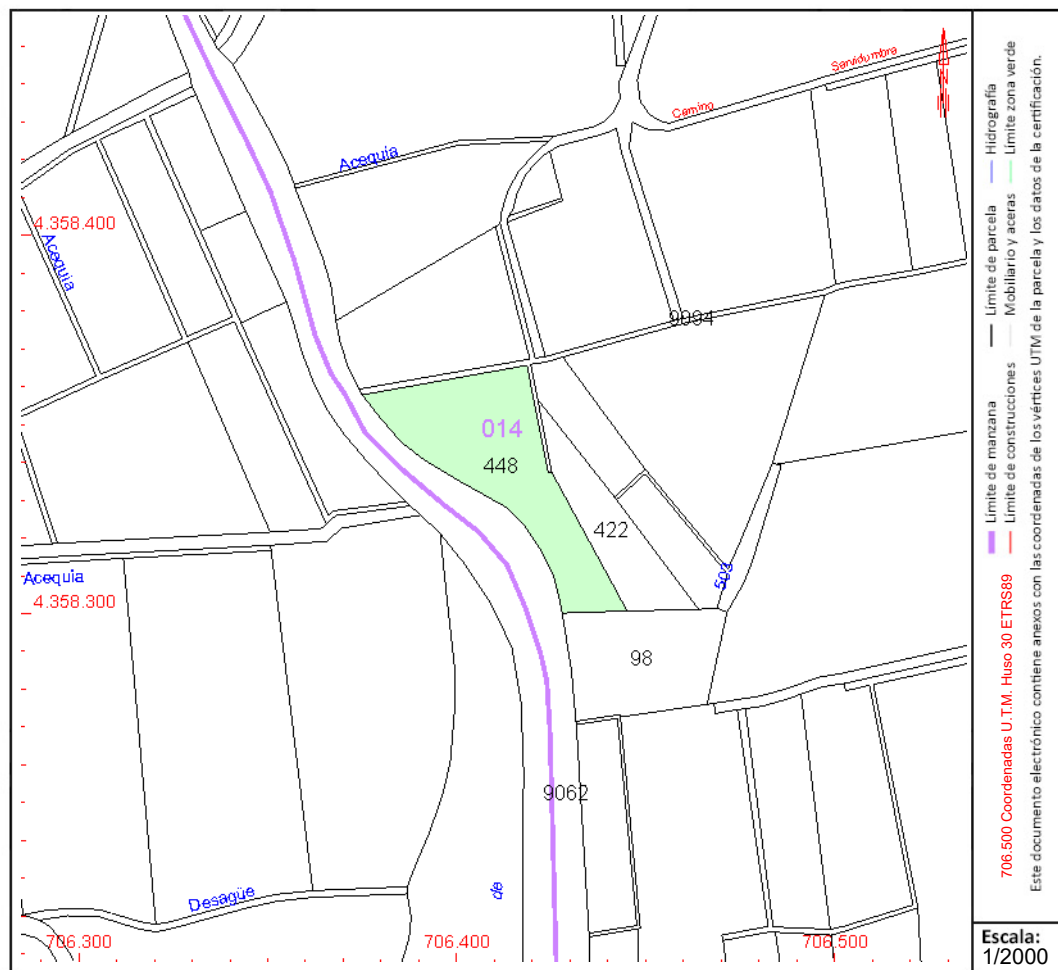 Servidumbre
Camino
Acequia
4.358.400
Acequia
9094
014
448
422
503
Acequia
4.358.300
98
9062
Desagüe
de
706.300
706.400
706.500
Límite de manzana
Límite de parcela
Hidrografía
Límite de construcciones
Mobiliario y aceras
Límite zona verde
706.500 Coordenadas U.T.M. Huso 30 ETRS89
Este documento electrónico contiene anexos con las coordenadas de los vértices UTM de la parcela y los datos de la certificación.
Escala:
1/2000